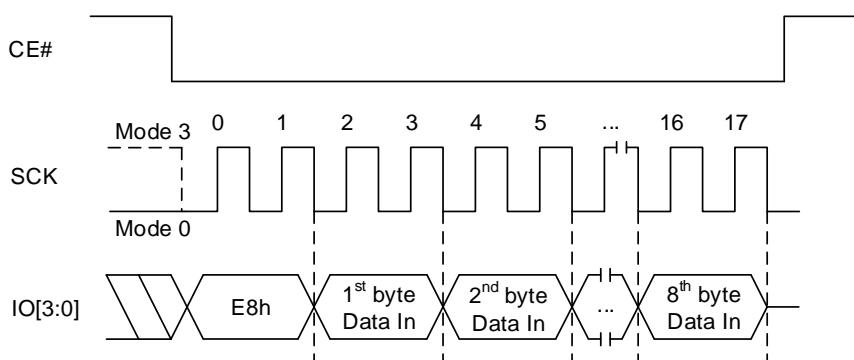 CE#
0 1 2 3 4 5 ... 16 17
Mode 3
SCK
Mode 0
IO[3:0]
E8h
1st byte
Data In
2nd byte
Data In
...
8th byte
Data In